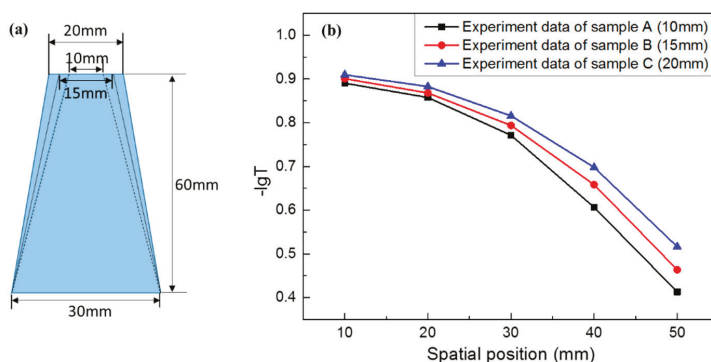 (a)
20mm
10mm
15mm
60mm
30mm
(b)
Experiment data of sample A (10mm)
Experiment data of sample B (15mm)
Experiment data of sample C (20mm)
1.0
0.9
0.8
0.7
0.6
0.5
0.4
-lgT
10 20 30 40 50
Spatial position (mm)